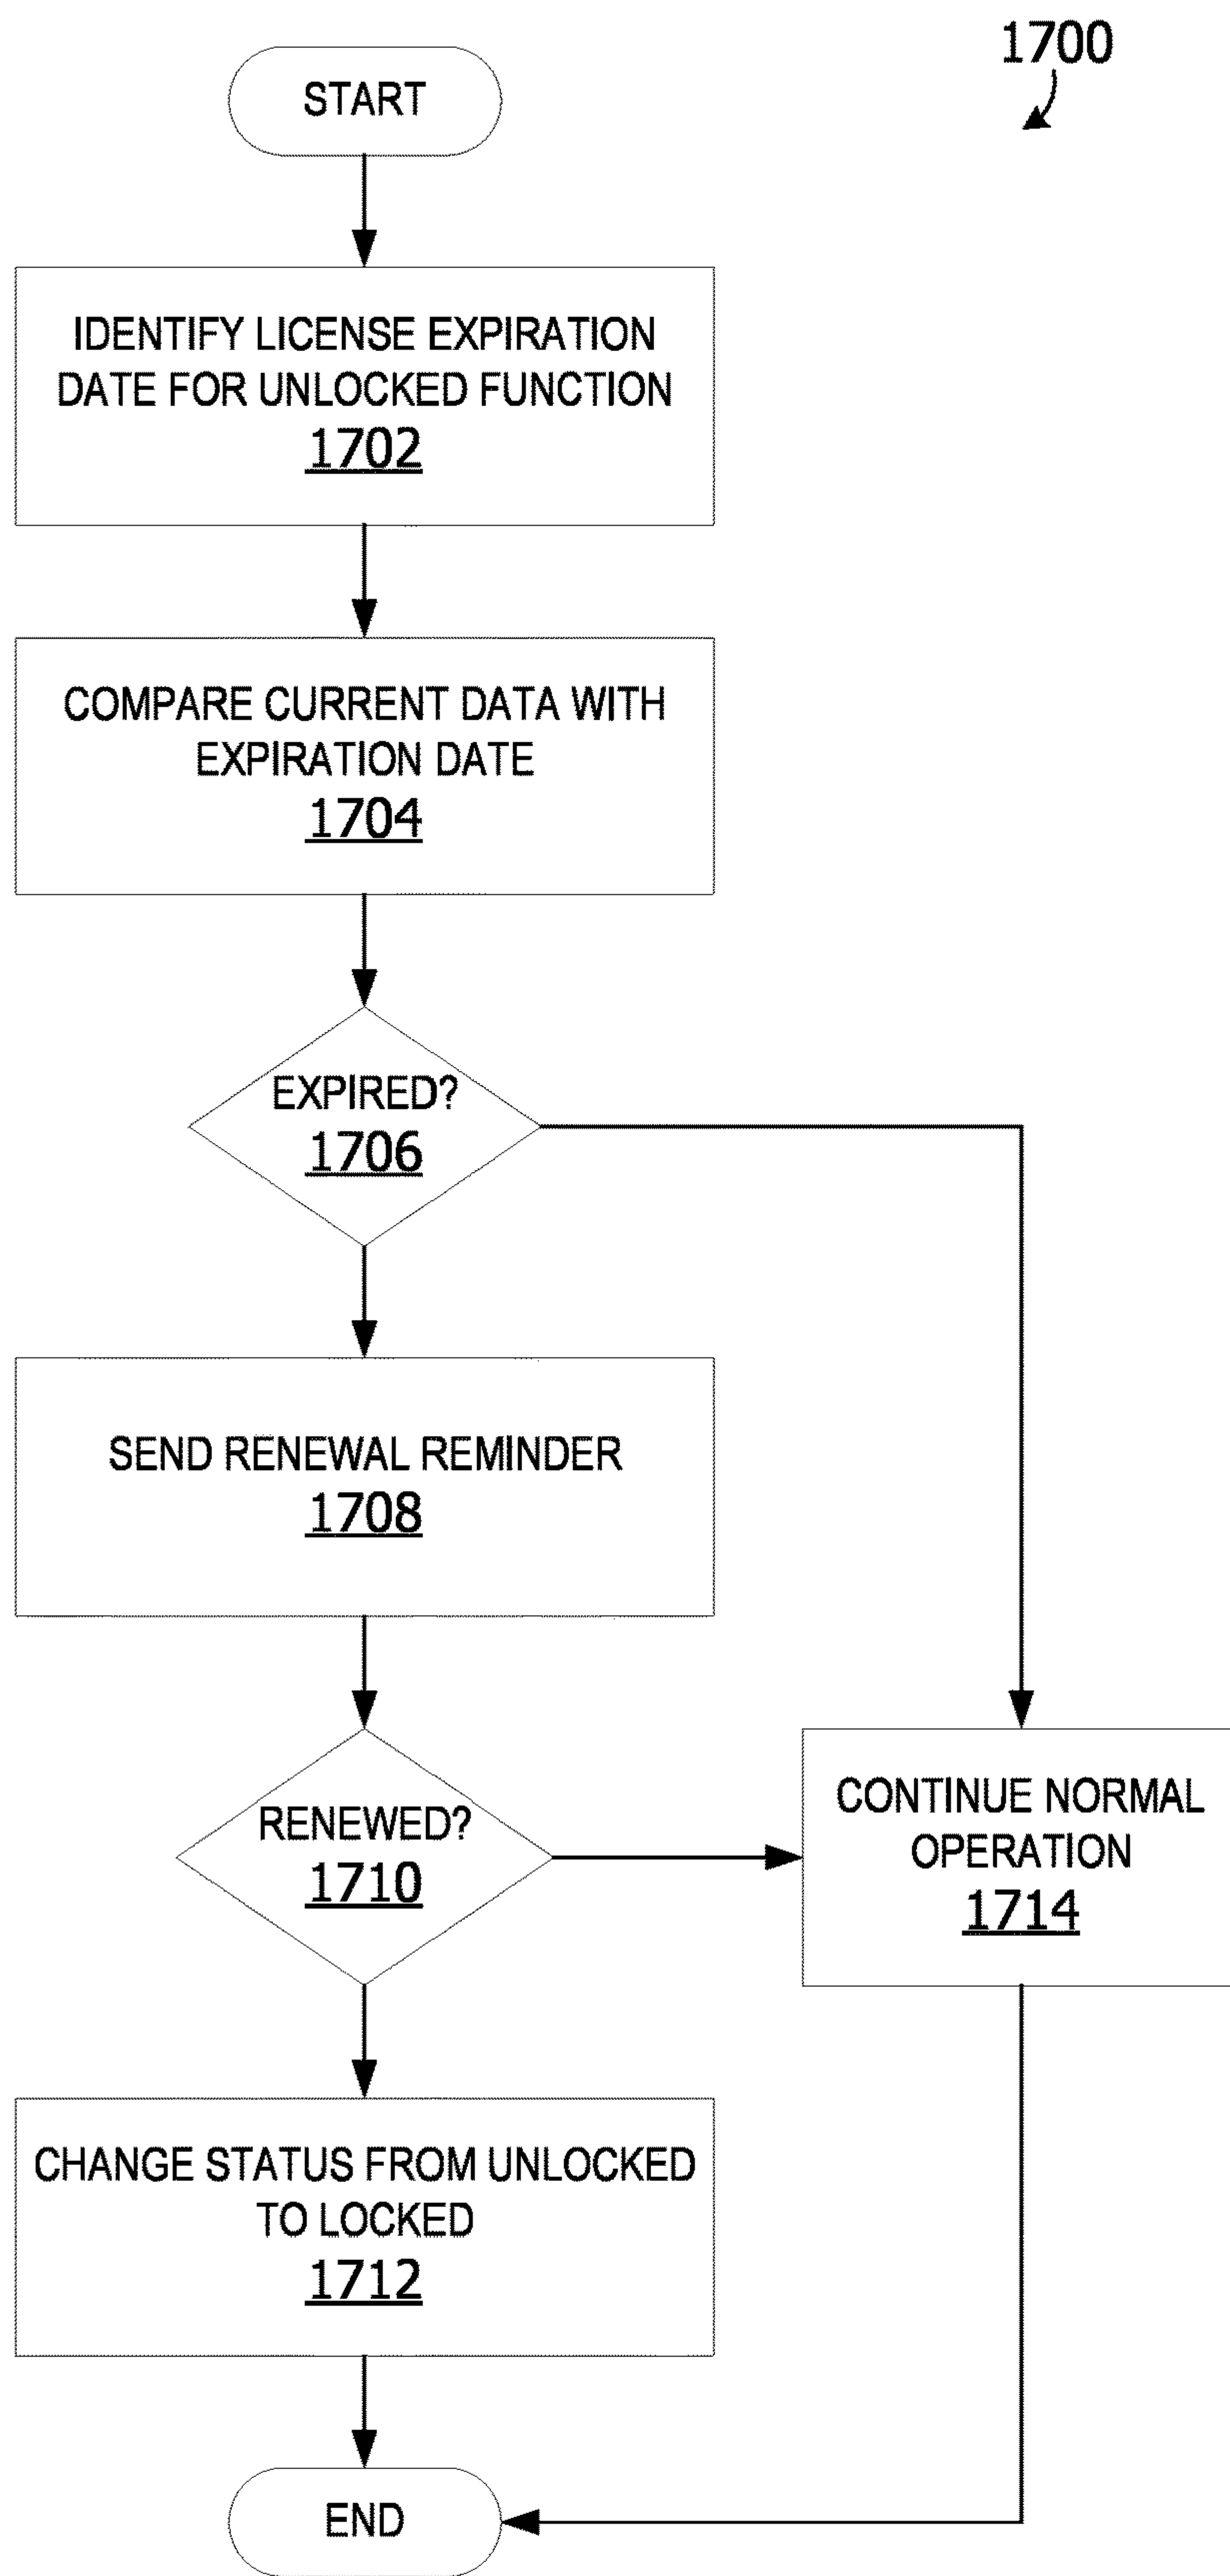 1700
START
IDENTIFY LICENSE EXPIRATION
DATE FOR UNLOCKED FUNCTION
1702
COMPARE CURRENT DATA WITH
EXPIRATION DATE
1704
EXPIRED?
1706
SEND RENEWAL REMINDER
1708
RENEWED?
1710
CONTINUE NORMAL
OPERATION
1714
CHANGE STATUS FROM UNLOCKED
TO LOCKED
1712
END